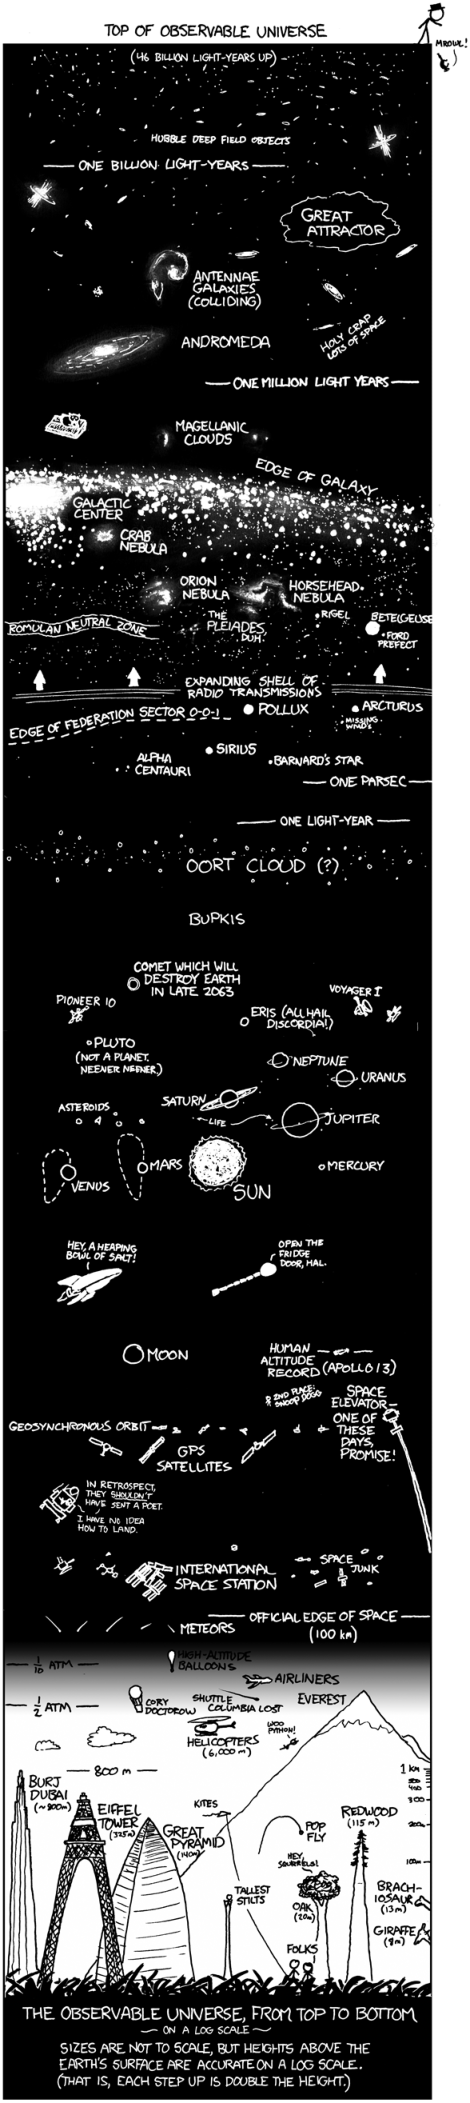 TOP OF OBSERVABLE UNIVERSE
MROWL!
(46 BILLION LIGHT-YEARS UP)
HUBBLE DEEP FIELD OBJECTS
ONE BILLION LIGHT-YEARS
GREAT
ATTRACTOR
ANTENNAE
GALAXIES
(COLLIDING)
HOLY CRAP
LOTS OF SPACE
ANDROMEDA
ONE MILLION LIGHT YEARS
MAGELLANIC
CLOUDS
EDGE OF GALAXY
GALACTIC
CENTER
CRAB
NEBULA
ORION
NEBULA
HORSEHEAD
NEBULA
THE
PLEIADES
DUH.
RIGEL
BETELGEUSE
FORD
PREFECT
ROMULAN NEUTRAL ZONE
EXPANDING SHELL OF
RADIO TRANSMISSIONS
EDGE OF FEDERATION SECTOR 0-0-1
POLLUX
ARCTURUS
MISSING
WMD'S
SIRIUS
ALPHA
CENTAURI
BARNARD'S STAR
ONE PARSEC
ONE LIGHT-YEAR
OORT CLOUD (?)
BUPKIS
COMET WHICH WILL
DESTROY EARTH
IN LATE 2063
PIONEER 10
VOYAGER I
ERIS (ALL HAIL
DISCORDIA!)
PLUTO
(NOT A PLANET.
NEENER NEENER.)
NEPTUNE
URANUS
SATURN
ASTEROIDS
LIFE
JUPITER
VENUS
MARS
SUN
MERCURY
HEY, A HEAPING
BOWL OF SALT!
OPEN THE
FRIDGE
DOOR, HAL.
MOON
HUMAN
ALTITUDE
RECORD (APOLLO 13)
2ND PLACE:
SNOOP DOGG
SPACE
ELEVATOR—
ONE OF
THESE
DAYS,
PROMISE!
GEOSYNCHRONOUS ORBIT
GPS
SATELLITES
IN RETROSPECT,
THEY SHOULDN'T
HAVE SENT A POET.
I HAVE NO IDEA
HOW TO LAND.
INTERNATIONAL
SPACE STATION
SPACE
JUNK
METEORS
OFFICIAL EDGE OF SPACE
(100 km)
1/10 ATM
HIGH-ALTITUDE
BALLOONS
AIRLINERS
1/2 ATM
CORY
DOCTOROW
SHUTTLE
COLUMBIA LOST
EVEREST
HELICOPTERS
(6,000 m)
WOO
PYTHON!
800 m
1 km
500
400
300
200
100m
BURJ
DUBAI
(~800m)
EIFFEL
TOWER
(325m)
GREAT
PYRAMID
(140m)
KITES
POP
FLY
REDWOOD
(115 m)
HEY,
SQUIRRELS!
TALLEST
STILTS
OAK
(20m)
BRACH-
IOSAUR
(13 m)
GIRAFFE
(8m)
FOLKS
THE OBSERVABLE UNIVERSE, FROM TOP TO BOTTOM
~ ON A LOG SCALE ~
SIZES ARE NOT TO SCALE, BUT HEIGHTS ABOVE THE
EARTH'S SURFACE ARE ACCURATE ON A LOG SCALE.
(THAT IS, EACH STEP UP IS DOUBLE THE HEIGHT.)